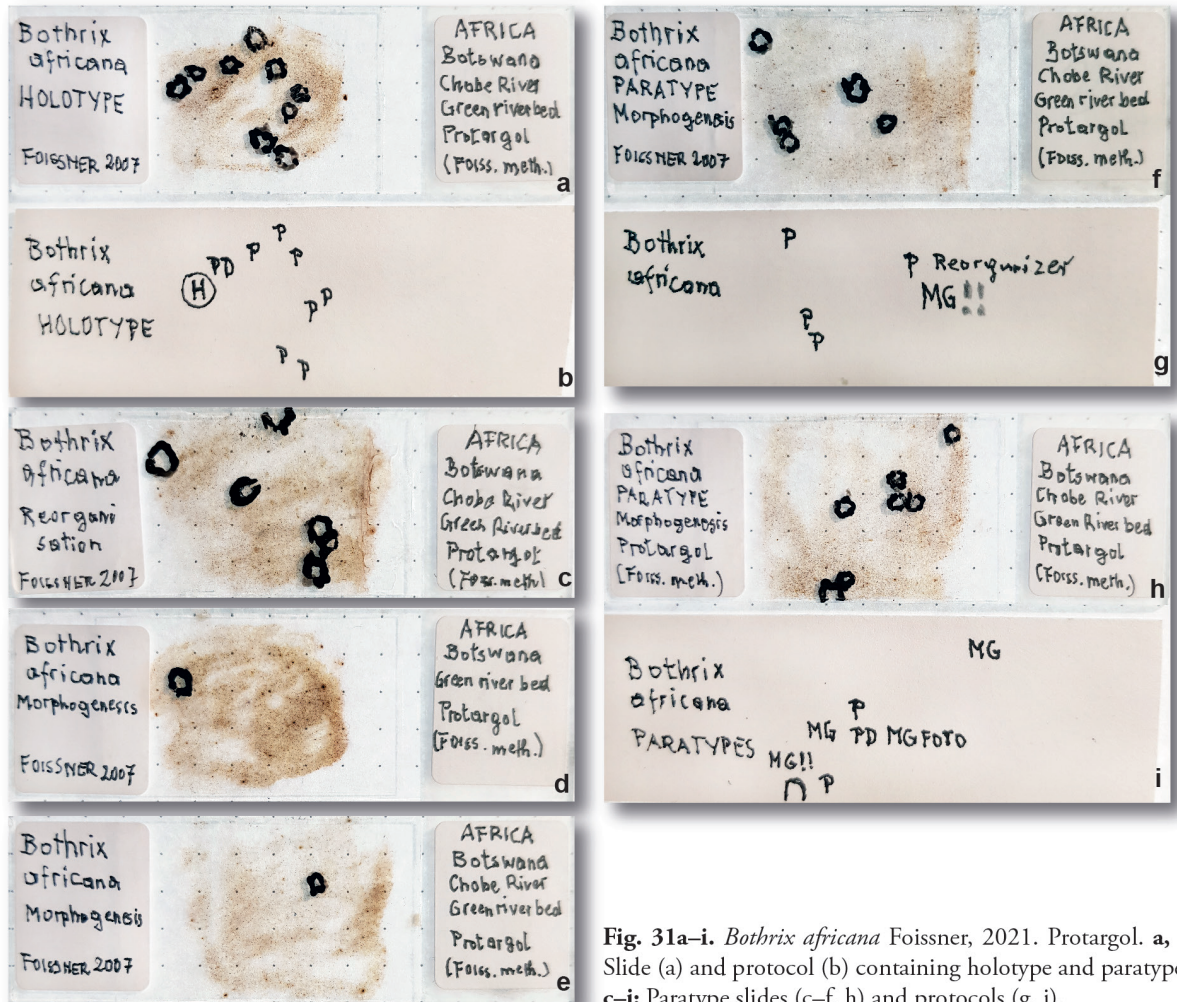 Bothrix
africana
HOLOTYPE
FOISSNER 2007
AFRICA
Botswana
Chobe River
Green riverbed
Protargol
(Foiss. meth.)
a
Bothrix
africana
HOLOTYPE
H
PD
P
P
P
P
P
P
P
b
Bothrix
africana
Reorgani
sation
FOISSNER 2007
AFRICA
Botswana
Chobe River
Green Riverbed
Protargol
(Foiss. meth)
c
Bothrix
africana
Morphogenesis
FOISSNER 2007
AFRICA
Botswana
Green river bed
Protargol
(Foiss. meth.)
d
Bothrix
africana
Morphogenesis
FOISSNER 2007
AFRICA
Botswana
Chobe River
Green riverbed
Protargol
(Foiss. meth.)
e
Bothrix
africana
PARATYPE
Morphogenesis
FOISSNER 2007
AFRICA
Botswana
Chobe River
Green river bed
Protargol
(Foiss. meth.)
f
Bothrix
africana
P
P
P
P Reorganizer
MG!!
g
Bothrix
africana
PARATYPE
Morphogenesis
Protargol
(Foiss. meth.)
AFRICA
Botswana
Chobe River
Green River bed
Protargol
(Foiss. meth.)
h
Bothrix
africana
PARATYPES
MG
P
MG PD MG FOTO
MG!!
P
i
Fig. 31a–i. Bothrix africana Foissner, 2021. Protargol. a,
Slide (a) and protocol (b) containing holotype and paratype
c–i: Paratype slides (c–f, h) and protocols (g, i)